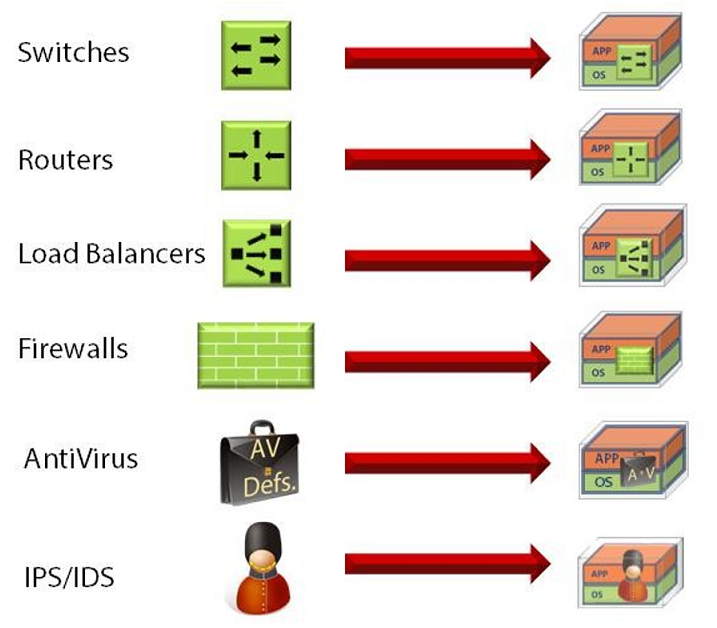 Switches
APP
OS
Routers
APP
OS
Load Balancers
APP
OS
Firewalls
APP
OS
AntiVirus
AV
Defs.
APP
OS
A V
IPS/IDS
APP
OS